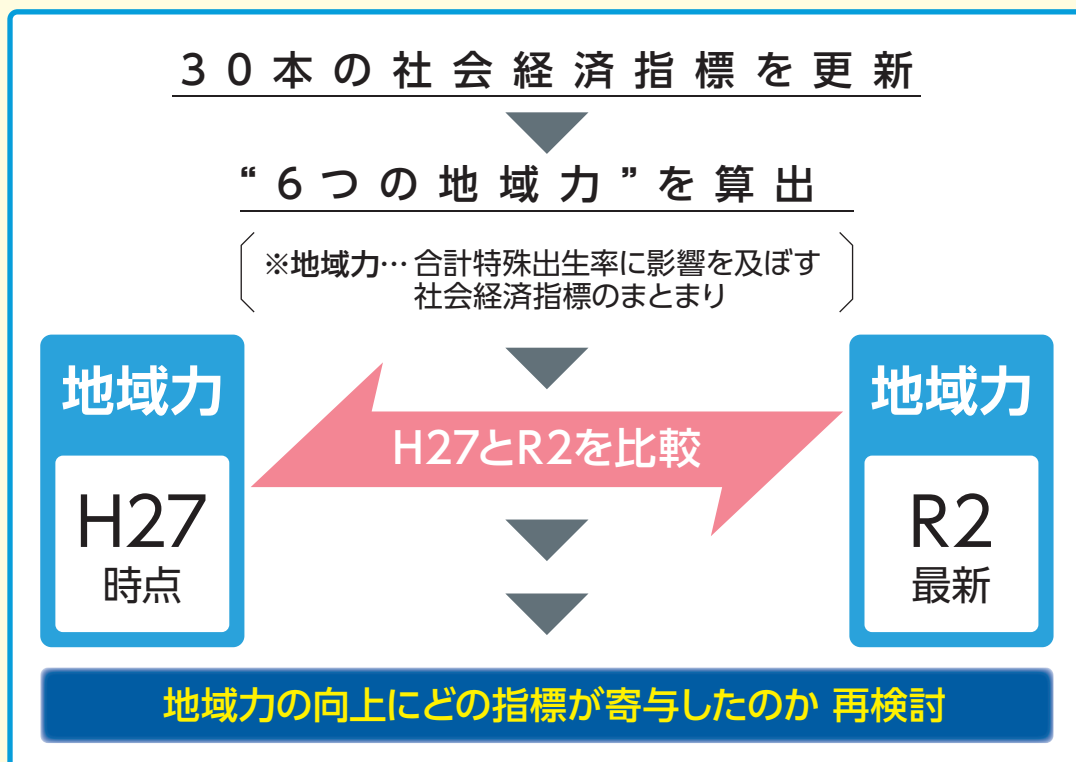 30本の社会経済指標を更新
“6つの地域力”を算出
※地域力…合計特殊出生率に影響を及ぼす
社会経済指標のまとまり
地域力
H27
時点
H27とR2を比較
地域力
R2
最新
地域力の向上にどの指標が寄与したのか 再検討